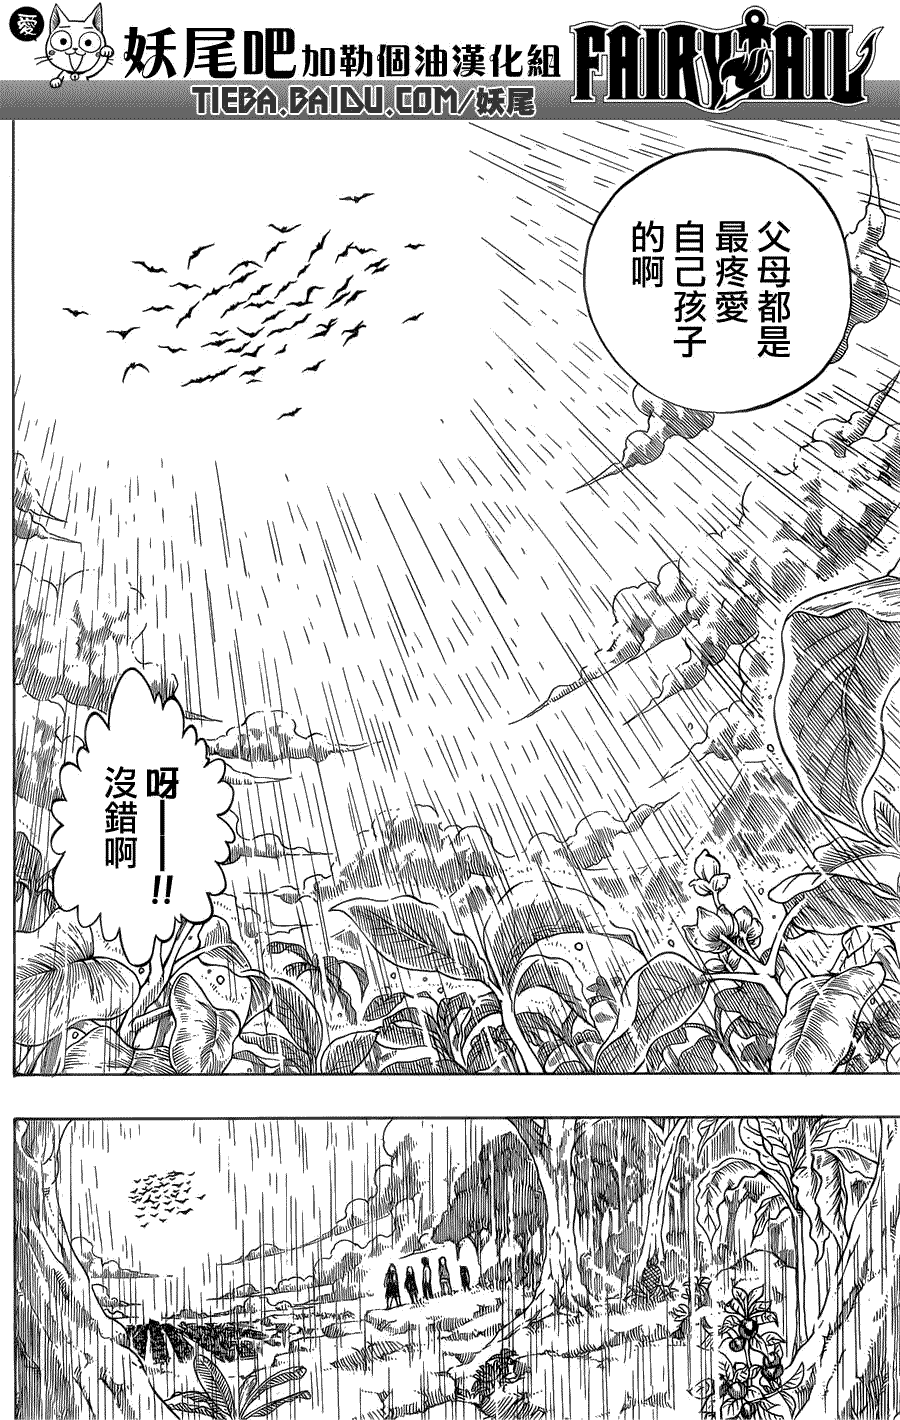 愛
妖尾吧 加勒個油漢化組
FAIRY TAIL
TIEBA.BAIDU.COM/妖尾
父母都是
最疼愛
自己孩子
的啊
呀——!!
沒錯啊